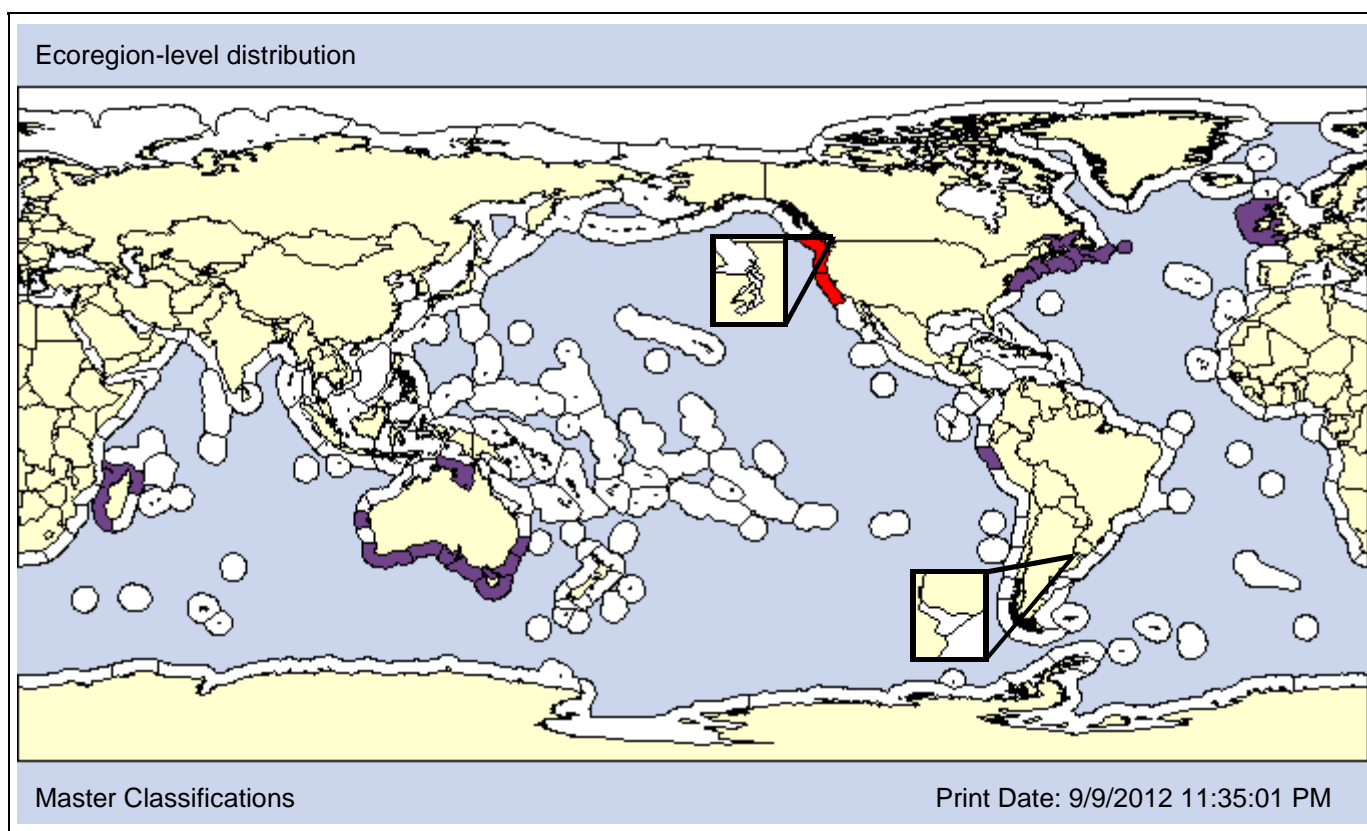 Ecoregion-level distribution
Master Classifications
Print Date: 9/9/2012 11:35:01 PM